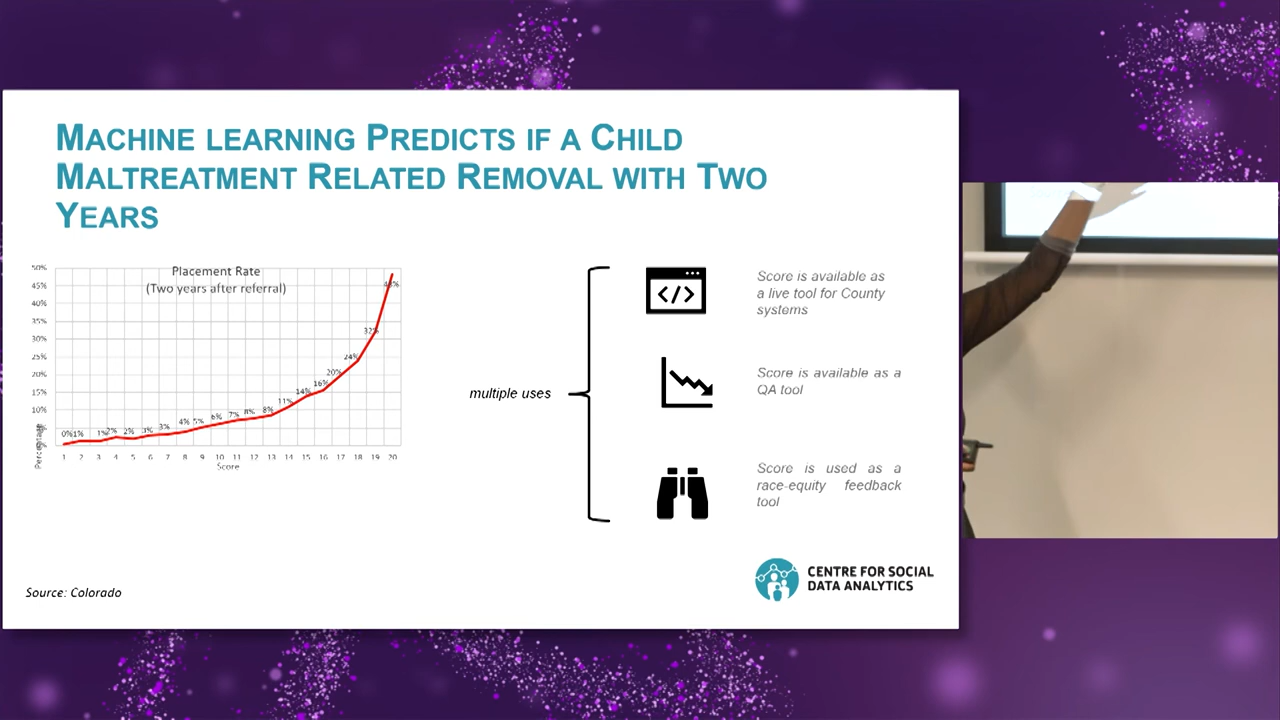 MACHINE LEARNING PREDICTS IF A CHILD
MALTREATMENT RELATED REMOVAL WITH TWO
YEARS
Placement Rate
(Two years after referral)
50%
45%
40%
35%
30%
25%
20%
15%
10%
0% 1% 1% 2% 2% 3% 3% 4% 5% 6% 7% 8% 8% 11% 14% 16% 20% 24% 32% 48%
1 2 3 4 5 6 7 8 9 10 11 12 13 14 15 16 17 18 19 20
Score
Percentage
multiple uses
</>
Score is available as
a live tool for County
systems
Score is available as a
QA tool
Score is used as a
race-equity feedback
tool
Source: Colorado
CENTRE FOR SOCIAL
DATA ANALYTICS